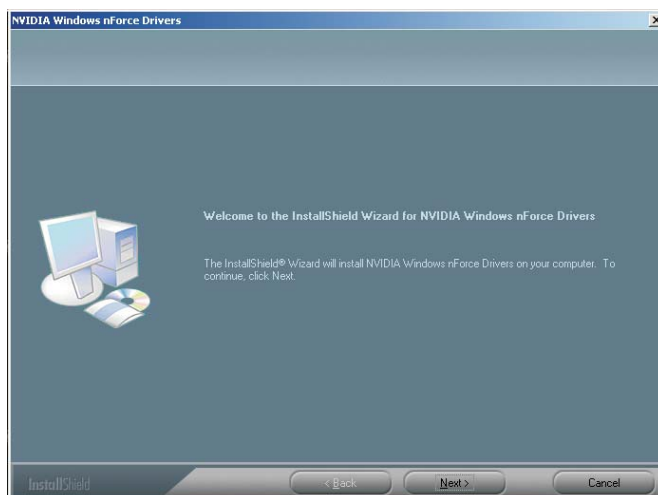 NVIDIA Windows nForce Drivers
Welcome to the InstallShield Wizard for NVIDIA Windows nForce Drivers
The InstallShield® Wizard will install NVIDIA Windows nForce Drivers on your computer. To
continue, click Next.
InstallShield
< Back
Next >
Cancel